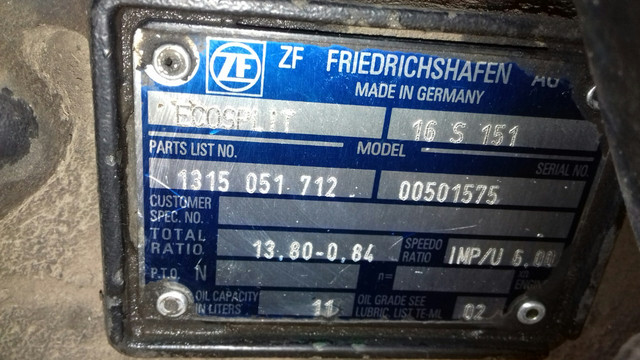 ZF ZF FRIEDRICHSHAFEN AG
MADE IN GERMANY
ECOSPLIT 16 S 151
PARTS LIST NO. MODEL SERIAL NO.
1315 051 712 00501575
CUSTOMER
SPEC. NO.
TOTAL RATIO 13,80-0,84 SPEEDO RATIO IMP/U 6.00
P.T.O. N n=
OIL CAPACITY IN LITERS 11 OIL GRADE SEE LUBRIC. LIST TE-ML 02